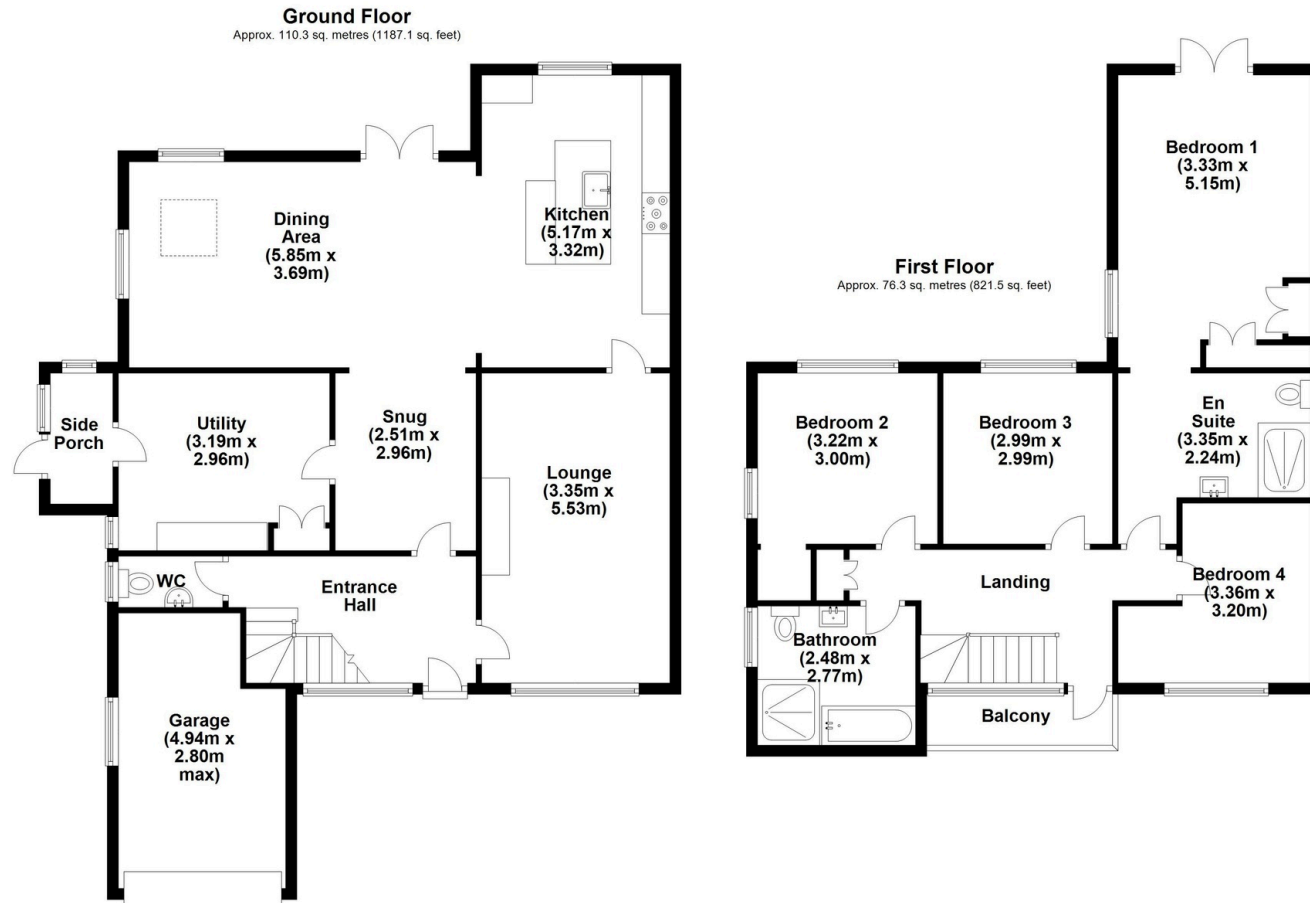 Ground Floor
Approx. 110.3 sq. metres (1187.1 sq. feet)
Dining
Area
(5.85m x
3.69m)
Kitchen
(5.17m x
3.32m)
Side
Porch
Utility
(3.19m x
2.96m)
Snug
(2.51m x
2.96m)
Lounge
(3.35m x
5.53m)
WC
Entrance
Hall
Garage
(4.94m x
2.80m
max)
First Floor
Approx. 76.3 sq. metres (821.5 sq. feet)
Bedroom 1
(3.33m x
5.15m)
Bedroom 2
(3.22m x
3.00m)
Bedroom 3
(2.99m x
2.99m)
En
Suite
(3.35m x
2.24m)
Landing
Bedroom 4
(3.36m x
3.20m)
Bathroom
(2.48m x
2.77m)
Balcony